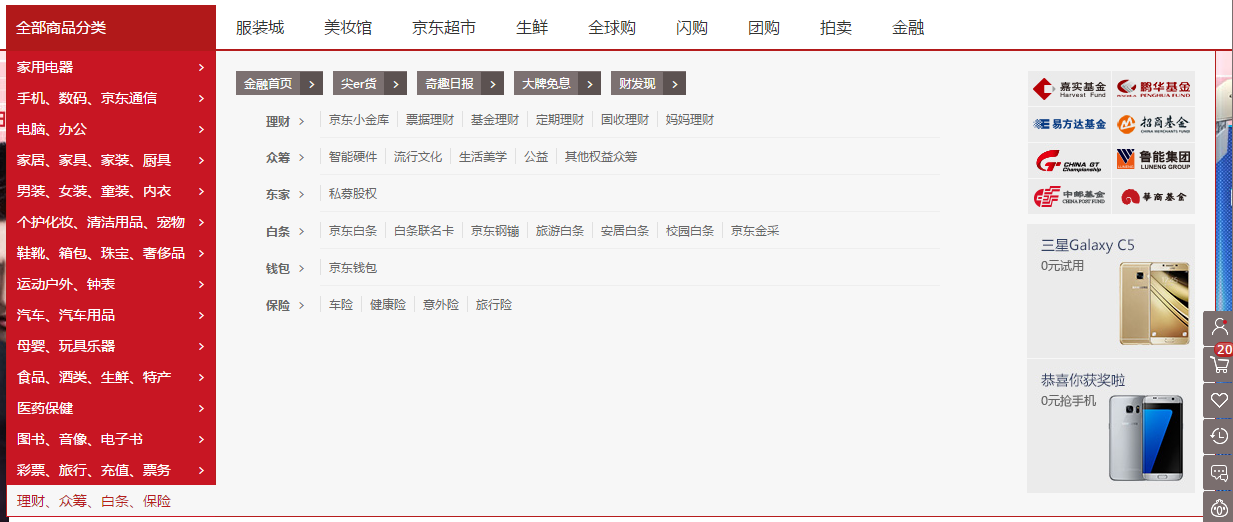 全部商品分类 服装城 美妆馆 京东超市 生鲜 全球购 闪购 团购 拍卖 金融
家用电器 >
手机、数码、京东通信 >
电脑、办公 >
家居、家具、家装、厨具 >
男装、女装、童装、内衣 >
个护化妆、清洁用品、宠物 >
鞋靴、箱包、珠宝、奢侈品 >
运动户外、钟表 >
汽车、汽车用品 >
母婴、玩具乐器 >
食品、酒类、生鲜、特产 >
医药保健 >
图书、音像、电子书 >
彩票、旅行、充值、票务 >
理财、众筹、白条、保险
金融首页 > 尖er货 > 奇趣日报 > 大牌免息 > 财发现 >
理财 > 京东小金库 票据理财 基金理财 定期理财 固收理财 妈妈理财
众筹 > 智能硬件 流行文化 生活美学 公益 其他权益众筹
东家 > 私募股权
白条 > 京东白条 白条联名卡 京东钢镚 旅游白条 安居白条 校园白条 京东金采
钱包 > 京东钱包
保险 > 车险 健康险 意外险 旅行险
嘉实基金 Harvest Fund 鹏华基金 PENGHUA FUND
易方达基金 招商基金 CHINA MERCHANTS FUND
CHINA GT Championship 鲁能集团 LUNENG GROUP
中邮基金 CHINA POST FUND 華商基金
三星Galaxy C5
0元试用
恭喜你获奖啦
0元抢手机
20